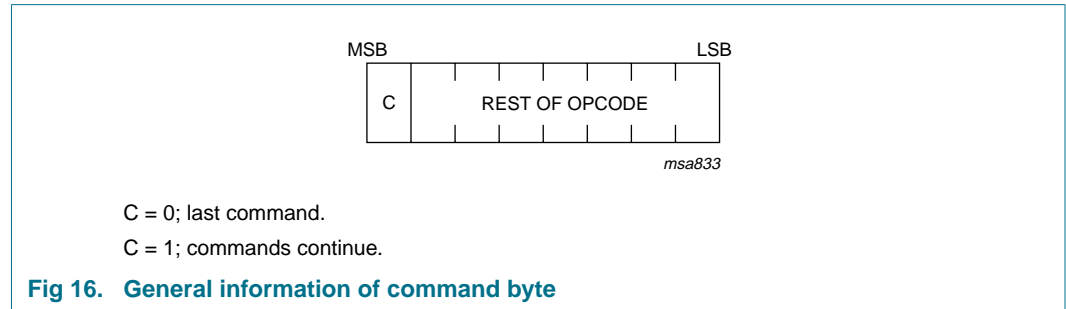 MSB LSB
C REST OF OPCODE
msa833
C = 0; last command.
C = 1; commands continue.
Fig 16. General information of command byte